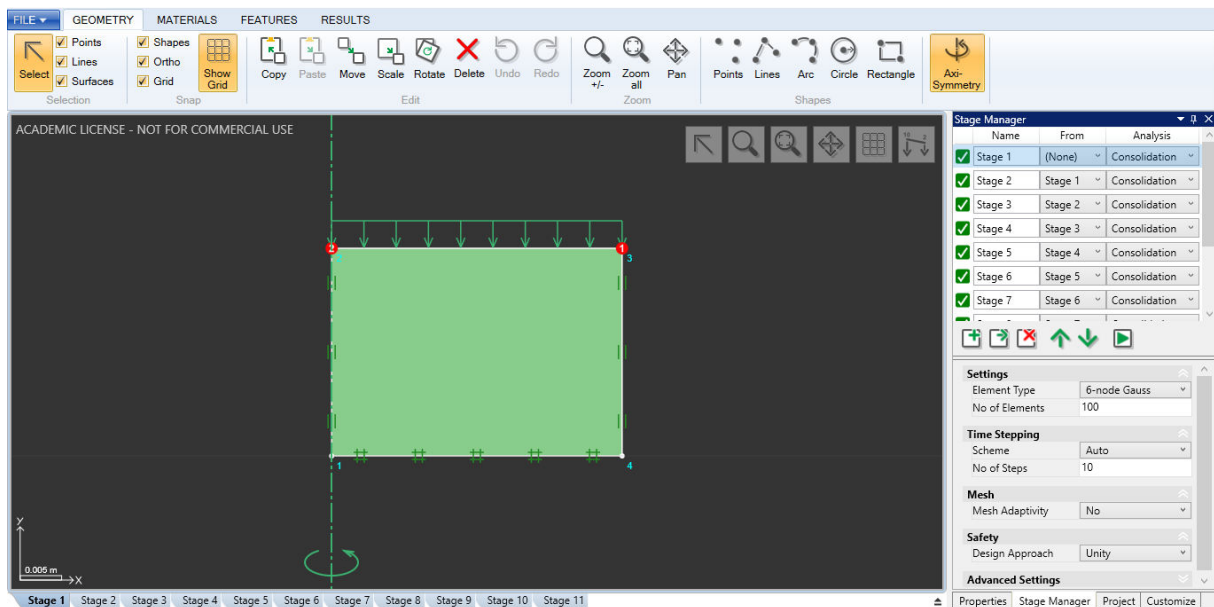 FILE GEOMETRY MATERIALS FEATURES RESULTS
Select
Points
Lines
Surfaces
Selection
Shapes
Ortho
Grid
Show Grid
Snap
Copy Paste Move Scale Rotate Delete Undo Redo
Edit
Zoom +/-
Zoom all
Pan
Zoom
Points Lines Arc Circle Rectangle
Shapes
Axi-Symmetry
ACADEMIC LICENSE - NOT FOR COMMERCIAL USE
2 1
3
1 4
Y
0.005 m
X
Stage 1 Stage 2 Stage 3 Stage 4 Stage 5 Stage 6 Stage 7 Stage 8 Stage 9 Stage 10 Stage 11
Stage Manager
Name From Analysis
Stage 1 (None) Consolidation
Stage 2 Stage 1 Consolidation
Stage 3 Stage 2 Consolidation
Stage 4 Stage 3 Consolidation
Stage 5 Stage 4 Consolidation
Stage 6 Stage 5 Consolidation
Stage 7 Stage 6 Consolidation
Settings
Element Type 6-node Gauss
No of Elements 100
Time Stepping
Scheme Auto
No of Steps 10
Mesh
Mesh Adaptivity No
Safety
Design Approach Unity
Advanced Settings
Properties Stage Manager Project Customize